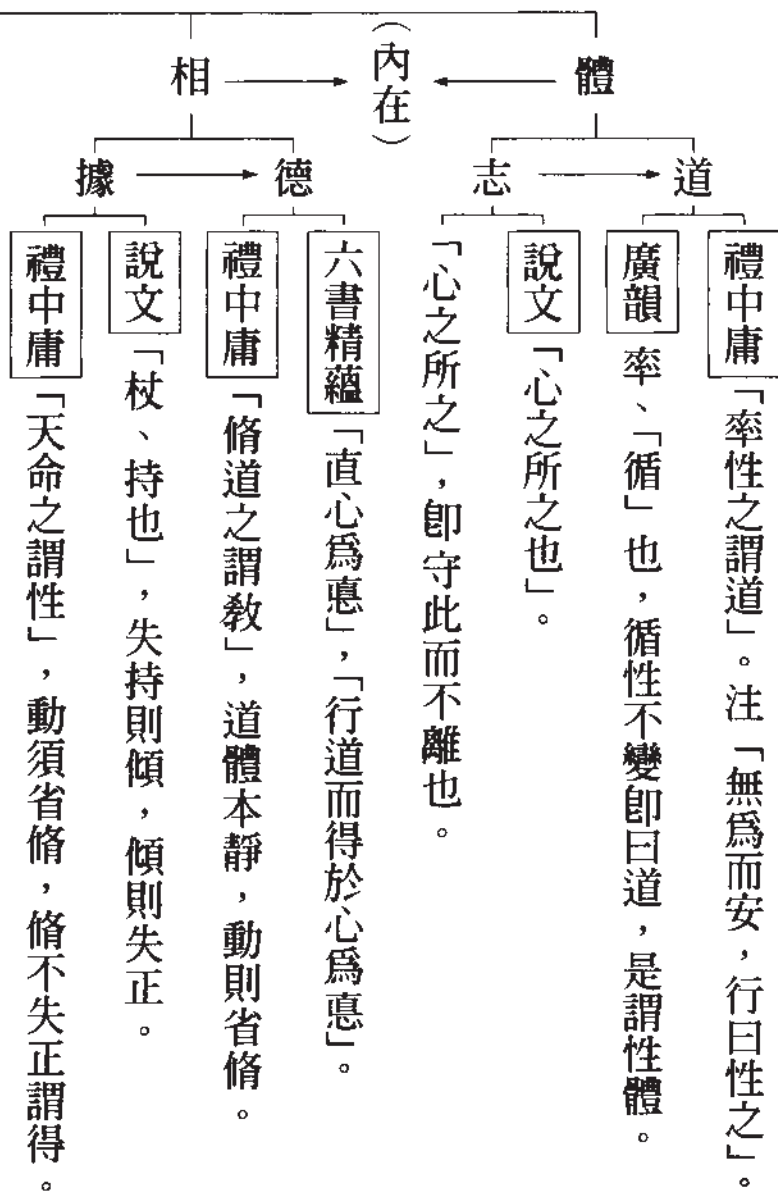 體
（內在）
相
道
志
德
據
禮中庸「率性之謂道」。注「無爲而安，行曰性之」。
廣韻 率、「循」也，循性不變卽曰道，是謂性體。
說文「心之所之也」。
「心之所之」，卽守此而不離也。
六書精蘊「直心爲悳」，「行道而得於心爲悳」。
禮中庸「脩道之謂敎」，道體本靜，動則省脩。
說文「杖、持也」，失持則傾，傾則失正。
禮中庸「天命之謂性」，動須省脩，脩不失正謂得。